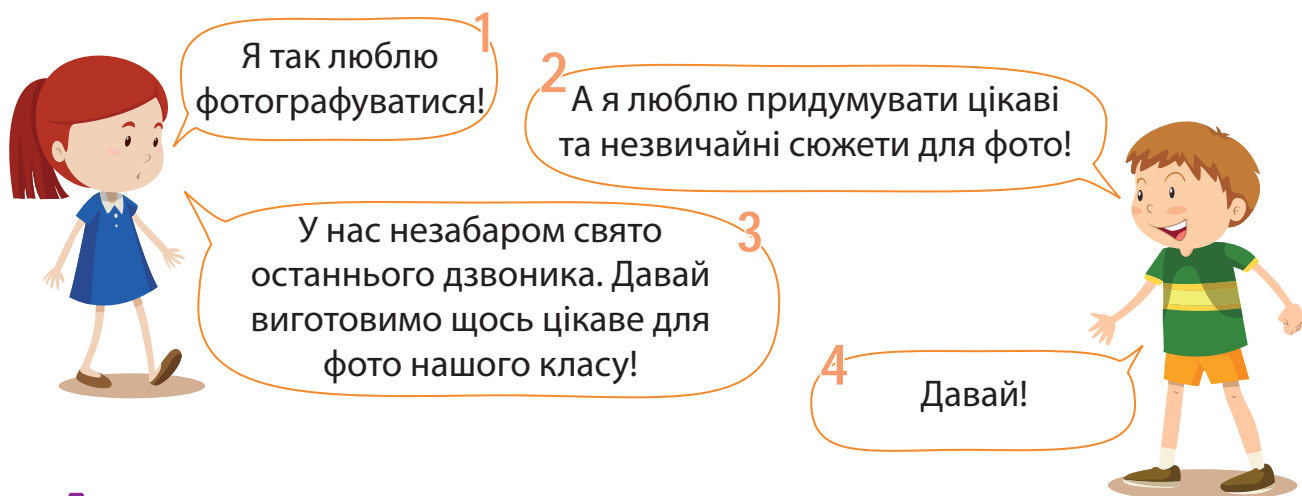 1
Я так люблю
фотографуватися!
2
А я люблю придумувати цікаві
та незвичайні сюжети для фото!
3
У нас незабаром свято
останнього дзвоника. Давай
виготовимо щось цікаве для
фото нашого класу!
4
Давай!